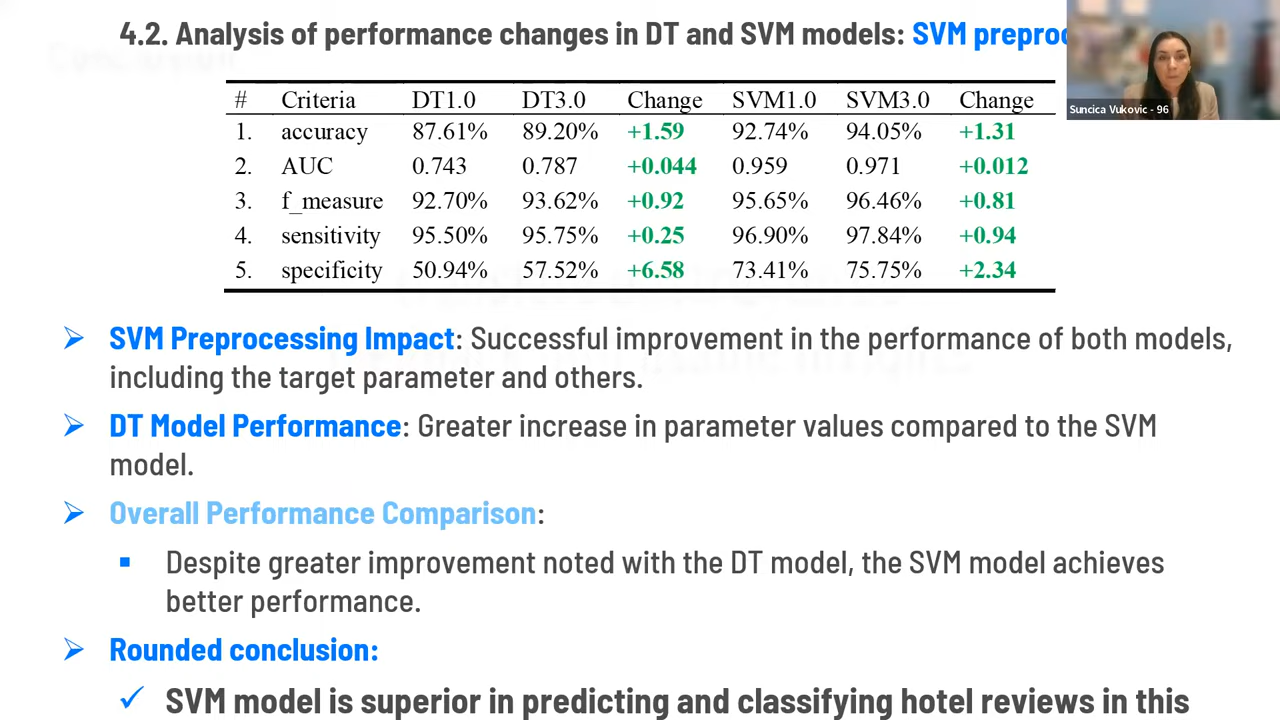 4.2. Analysis of performance changes in DT and SVM models: SVM
# Criteria DT1.0 DT3.0 Change SVM1.0 SVM3.0 Change
1. accuracy 87.61% 89.20% +1.59 92.74% 94.05% +1.31
2. AUC 0.743 0.787 +0.044 0.959 0.971 +0.012
3. f_measure 92.70% 93.62% +0.92 95.65% 96.46% +0.81
4. sensitivity 95.50% 95.75% +0.25 96.90% 97.84% +0.94
5. specificity 50.94% 57.52% +6.58 73.41% 75.75% +2.34
Suncica Vukovic - 96
➢ SVM Preprocessing Impact: Successful improvement in the performance of both models,
including the target parameter and others.
➢ DT Model Performance: Greater increase in parameter values compared to the SVM
model.
➢ Overall Performance Comparison:
▪ Despite greater improvement noted with the DT model, the SVM model achieves
better performance.
➢ Rounded conclusion:
✓ SVM model is superior in predicting and classifying hotel reviews in this